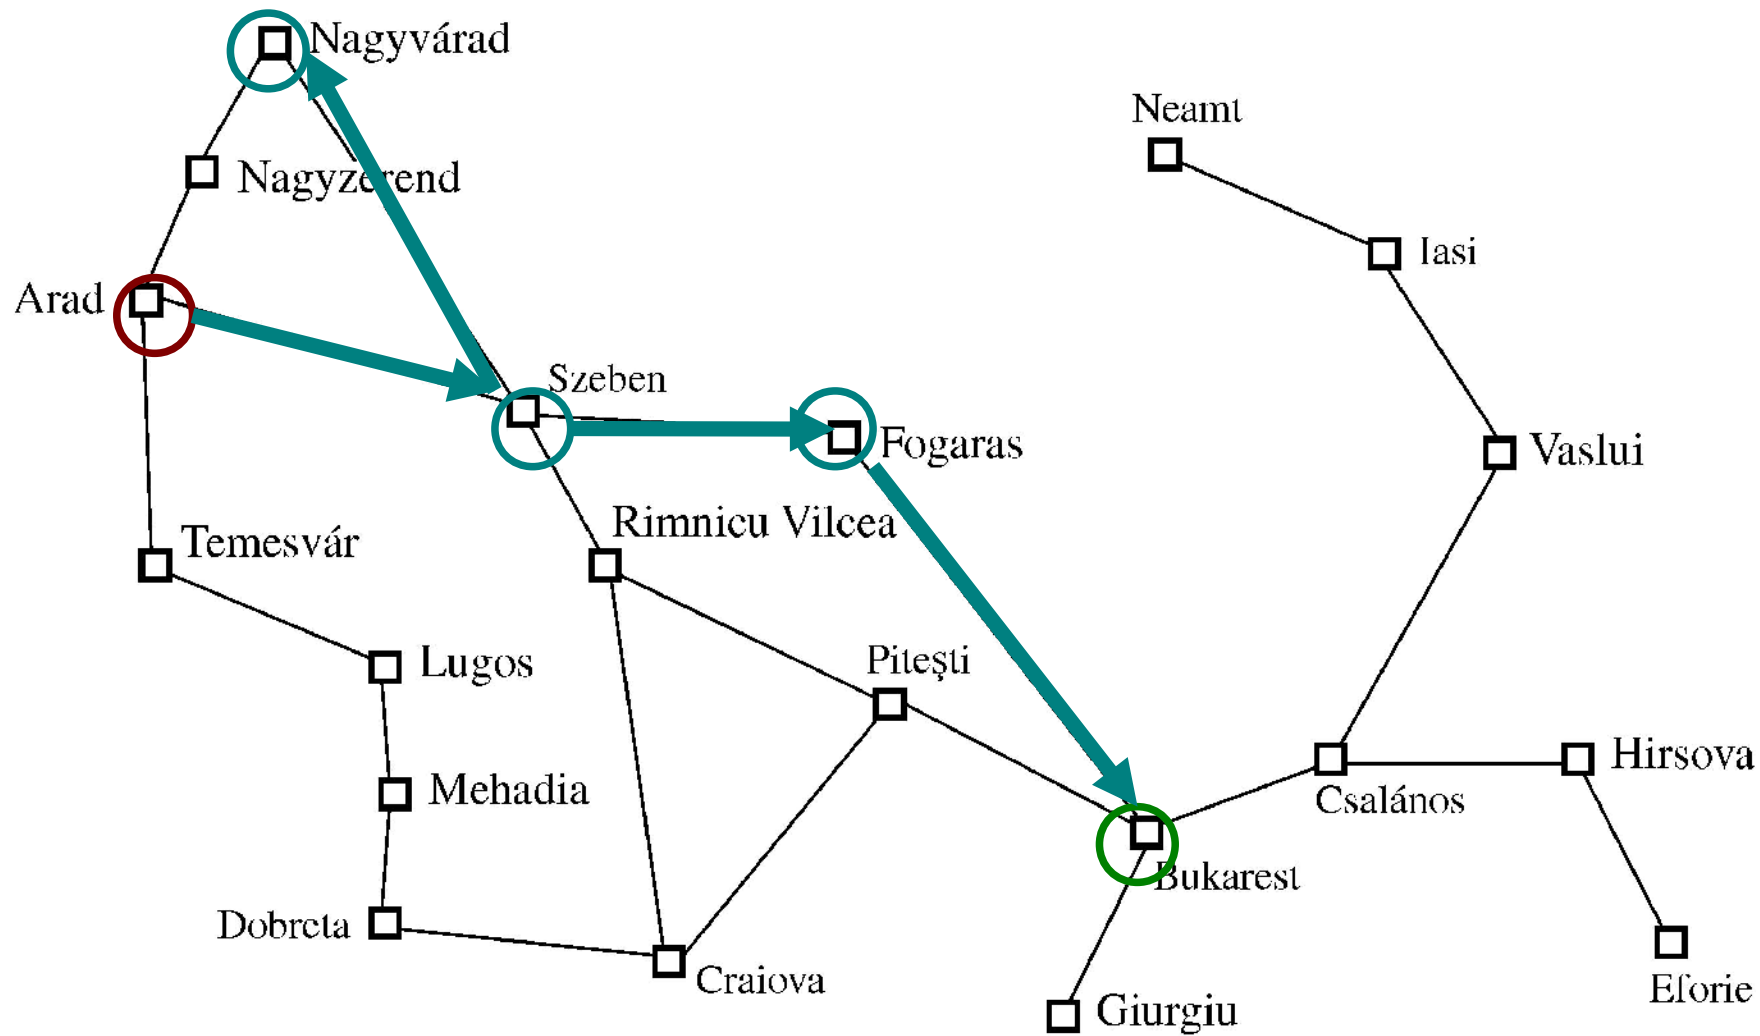 Nagyvárad
Neamt
Nagyzerend
Iasi
Arad
Szeben
Fogaras
Vaslui
Rimnicu Vilcea
Temesvár
Lugos
Piteşti
Hirsova
Mehadia
Csalános
Bukarest
Dobreta
Craiova
Eforie
Giurgiu